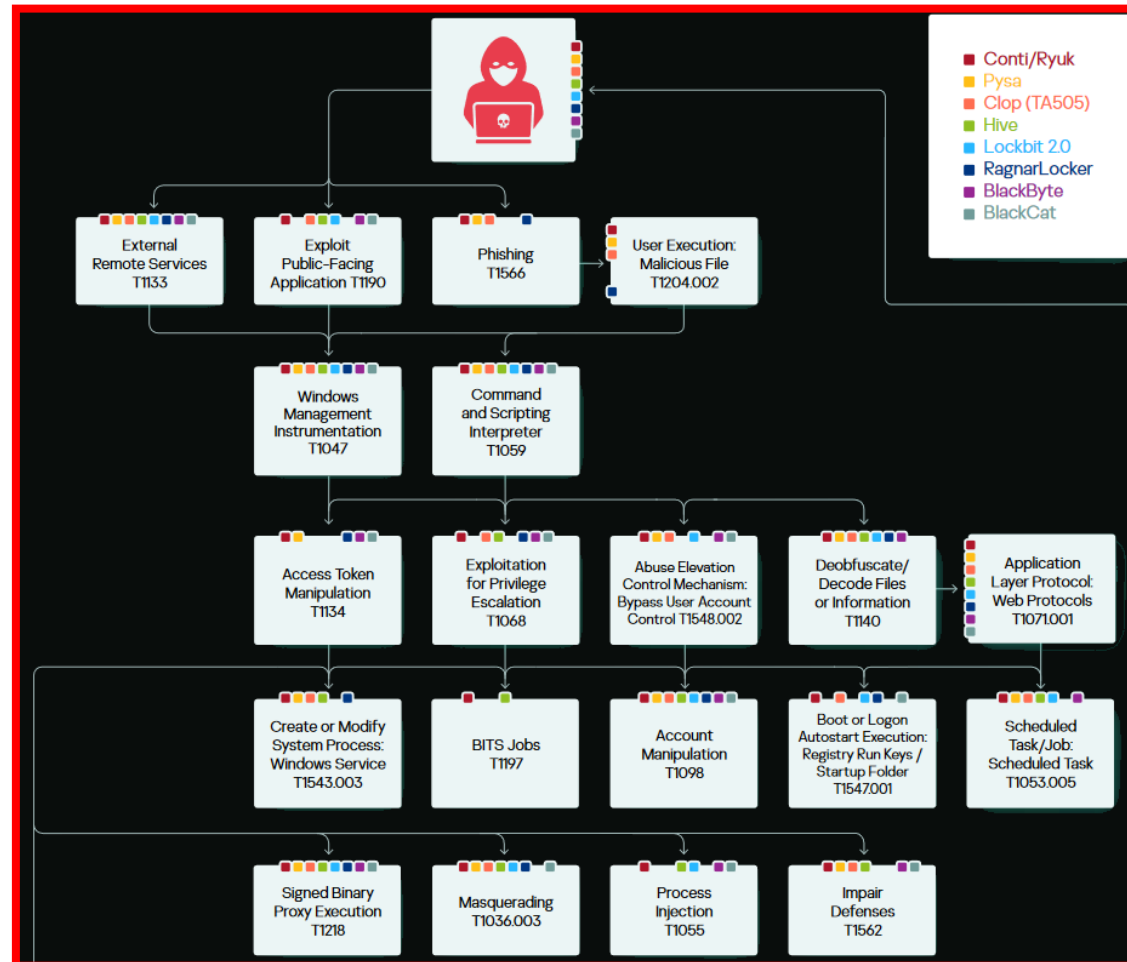 Conti/Ryuk
Pysa
Clop (TA505)
Hive
Lockbit 2.0
RagnarLocker
BlackByte
BlackCat
External
Remote Services
T1133
Exploit
Public-Facing
Application T1190
Phishing
T1566
User Execution:
Malicious File
T1204.002
Windows
Management
Instrumentation
T1047
Command
and Scripting
Interpreter
T1059
Access Token
Manipulation
T1134
Exploitation
for Privilege
Escalation
T1068
Abuse Elevation
Control Mechanism:
Bypass User Account
Control T1548.002
Deobfuscate/
Decode Files
or Information
T1140
Application
Layer Protocol:
Web Protocols
T1071.001
Create or Modify
System Process:
Windows Service
T1543.003
BITS Jobs
T1197
Account
Manipulation
T1098
Boot or Logon
Autostart Execution:
Registry Run Keys /
Startup Folder
T1547.001
Scheduled
Task/Job:
Scheduled Task
T1053.005
Signed Binary
Proxy Execution
T1218
Masquerading
T1036.003
Process
Injection
T1055
Impair
Defenses
T1562